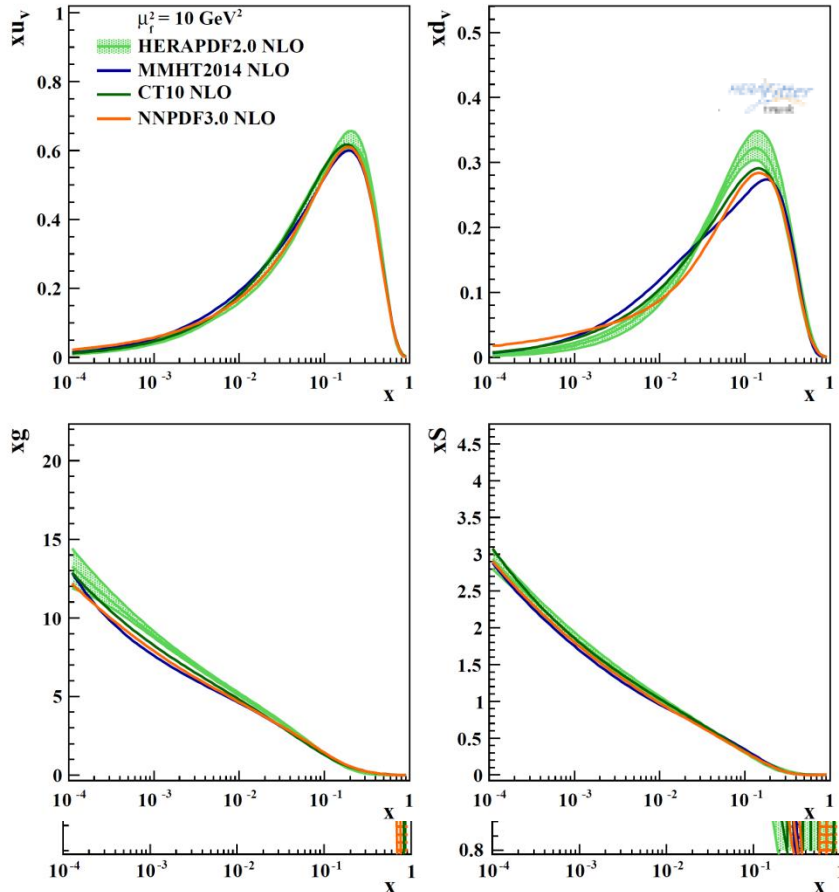 xu_v
μ_f^2 = 10 GeV^2
HERAPDF2.0 NLO
MMHT2014 NLO
CT10 NLO
NNPDF3.0 NLO
1
0.8
0.6
0.4
0.2
0
10^-4 10^-3 10^-2 10^-1 1
x
xd_v
0.5
0.4
0.3
0.2
0.1
0
10^-4 10^-3 10^-2 10^-1 1
x
xg
20
15
10
5
0
10^-4 10^-3 10^-2 10^-1 1
x
xS
4.5
4
3.5
3
2.5
2
1.5
1
0.5
0
10^-4 10^-3 10^-2 10^-1 1
x
10^-4 10^-3 10^-2 10^-1 1
x
0.8
10^-4 10^-3 10^-2 10^-1 1
x